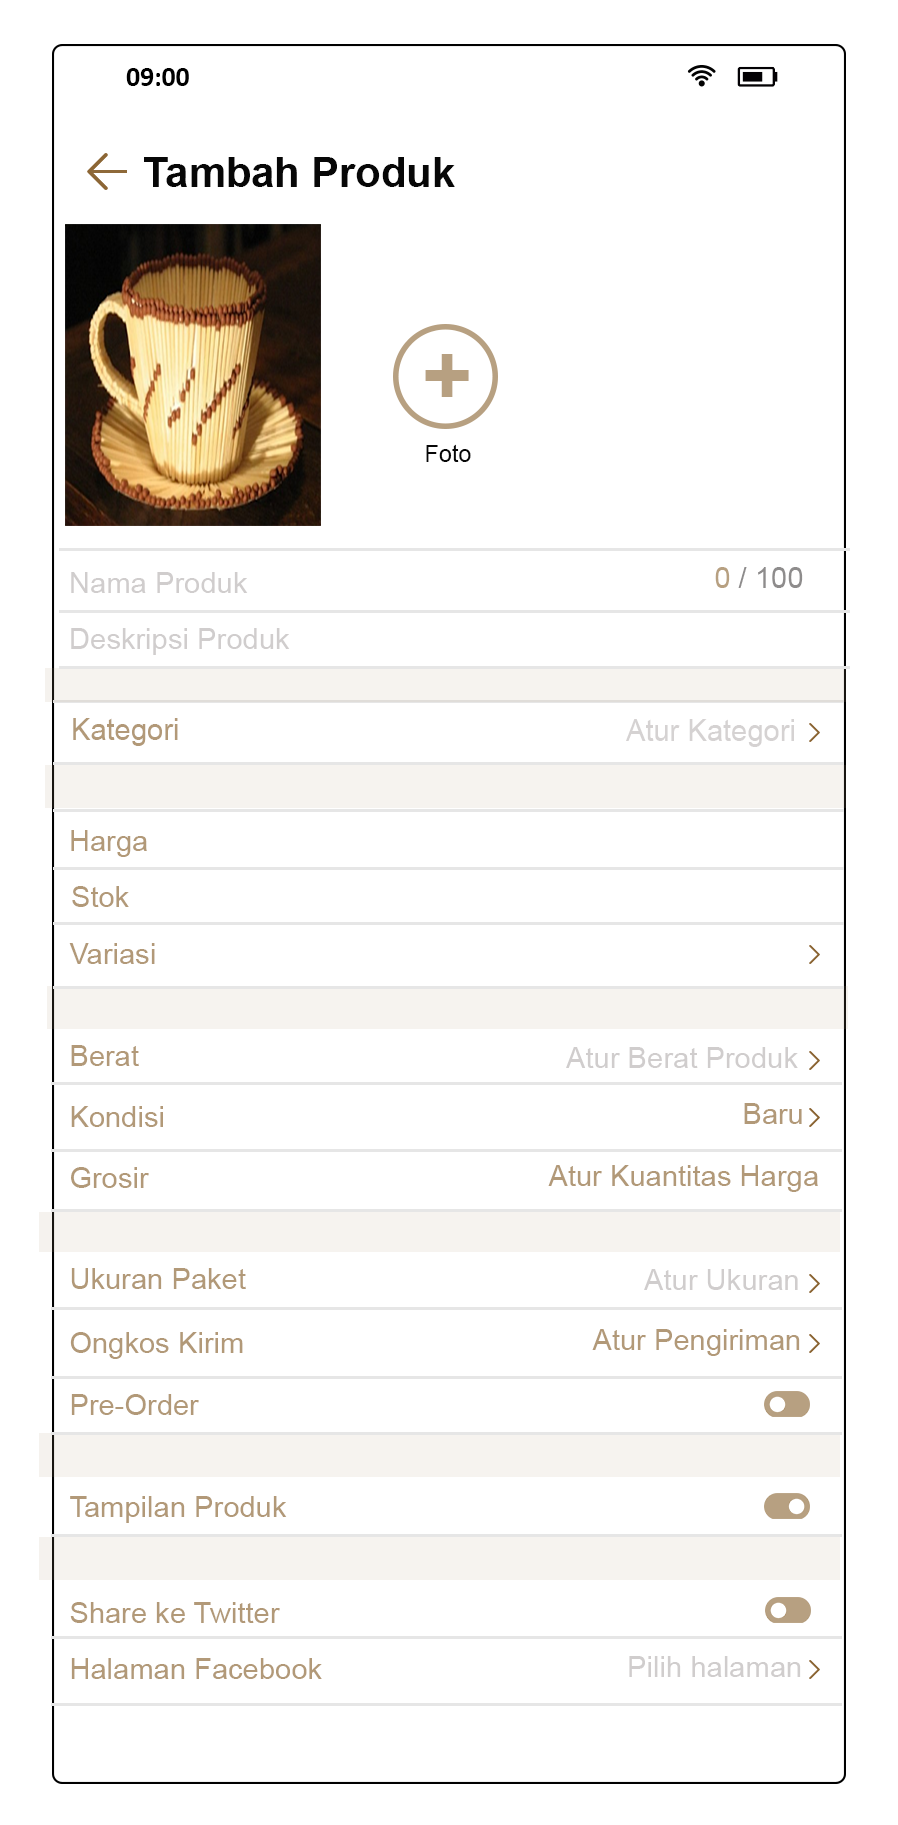 09:00
Tambah Produk
Foto
Nama Produk 0 / 100
Deskripsi Produk
Kategori Atur Kategori
Harga
Stok
Variasi
Berat Atur Berat Produk
Kondisi Baru
Grosir Atur Kuantitas Harga
Ukuran Paket Atur Ukuran
Ongkos Kirim Atur Pengiriman
Pre-Order
Tampilan Produk
Share ke Twitter
Halaman Facebook Pilih halaman